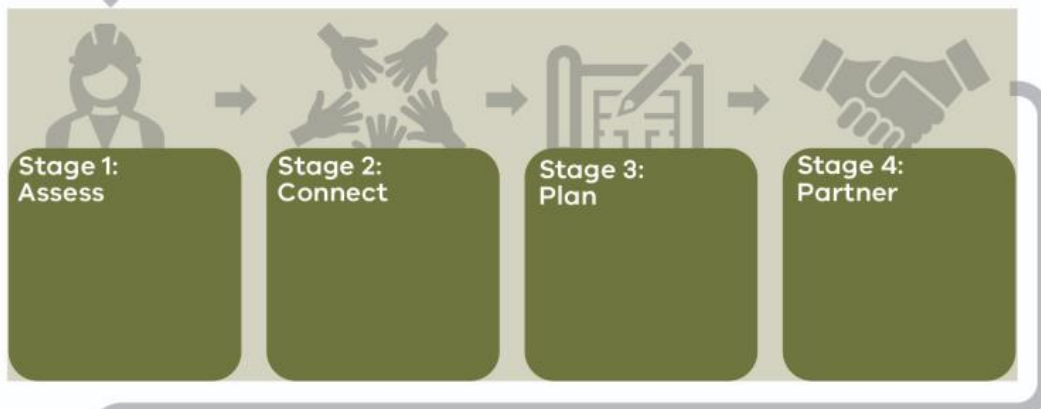 Stage 1:
Assess
Stage 2:
Connect
Stage 3:
Plan
Stage 4:
Partner